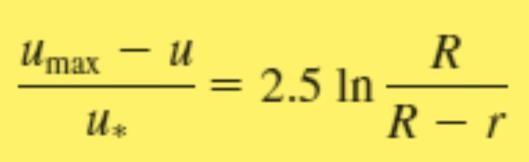 (u_max − u) / u_* = 2.5 ln R / (R − r)